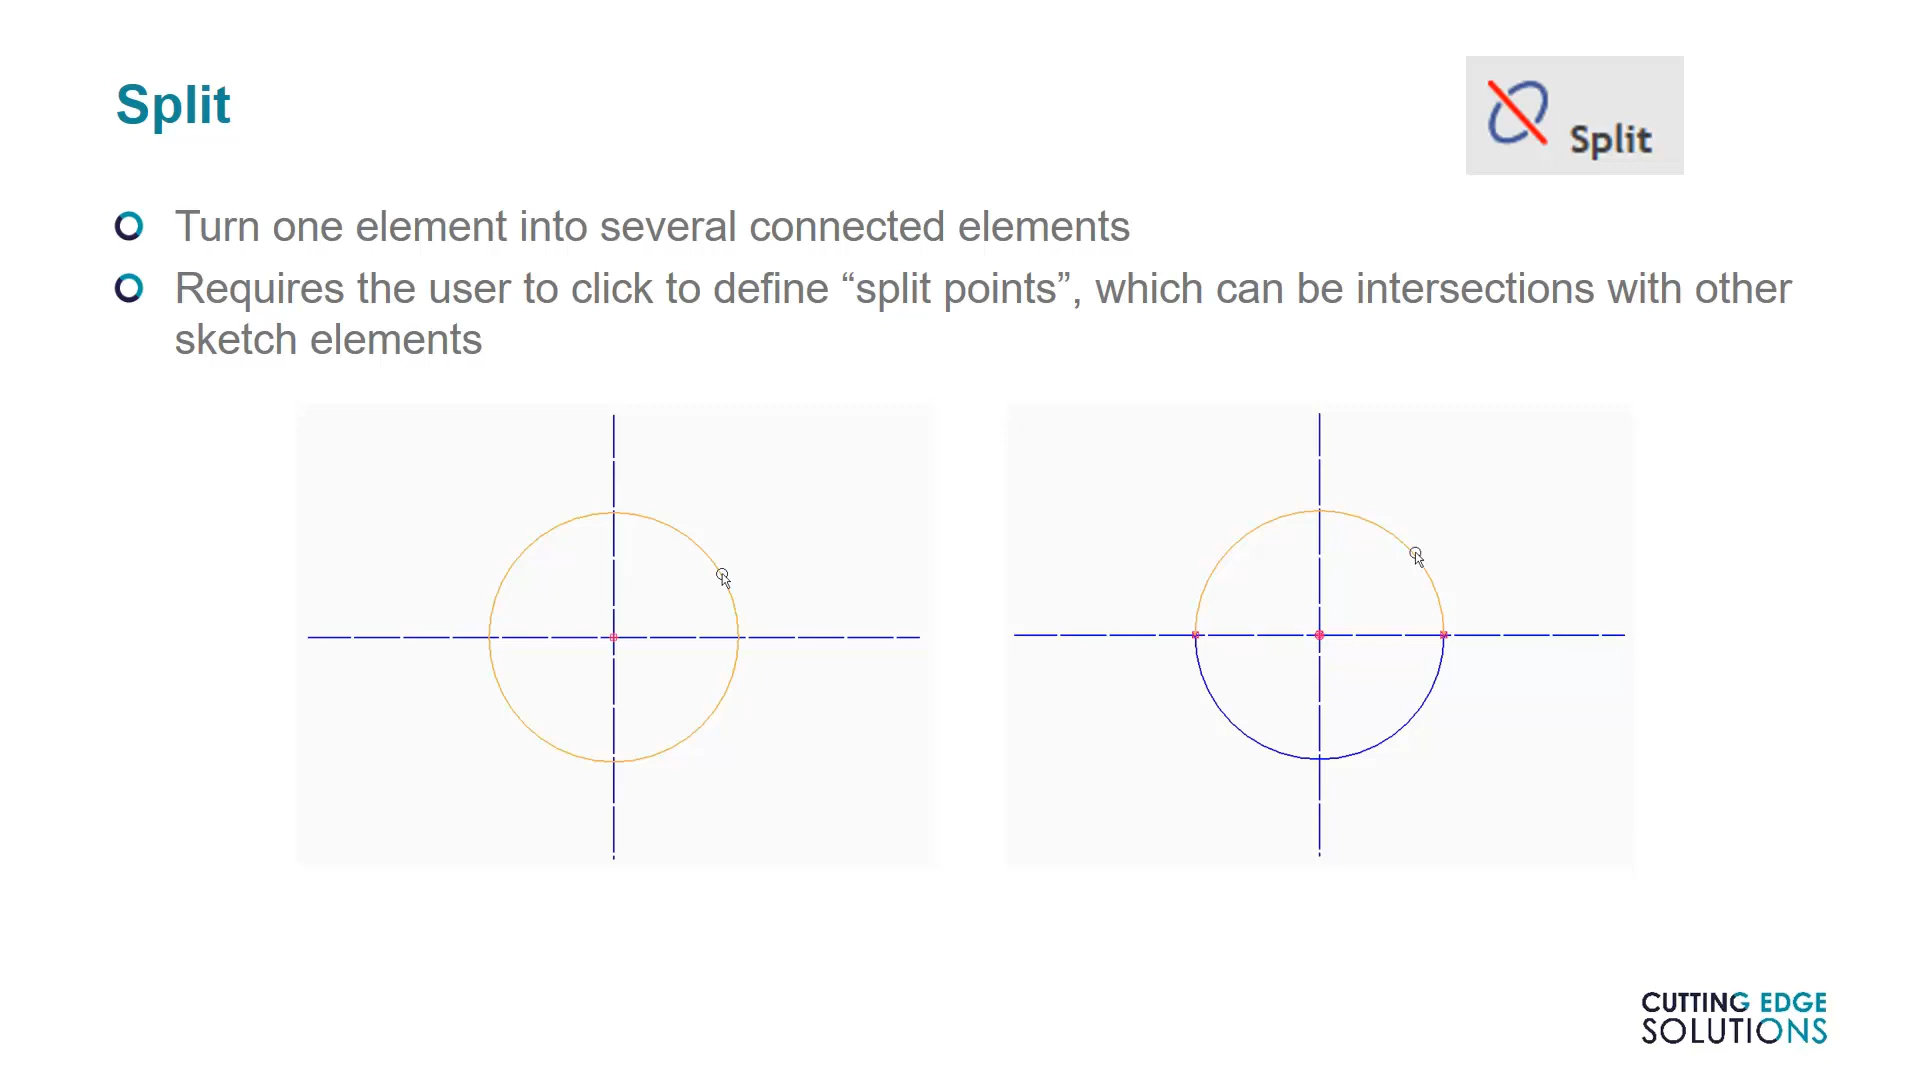 Split
Split
Turn one element into several connected elements
Requires the user to click to define “split points”, which can be intersections with other
sketch elements
CUTTING EDGE
SOLUTIONS